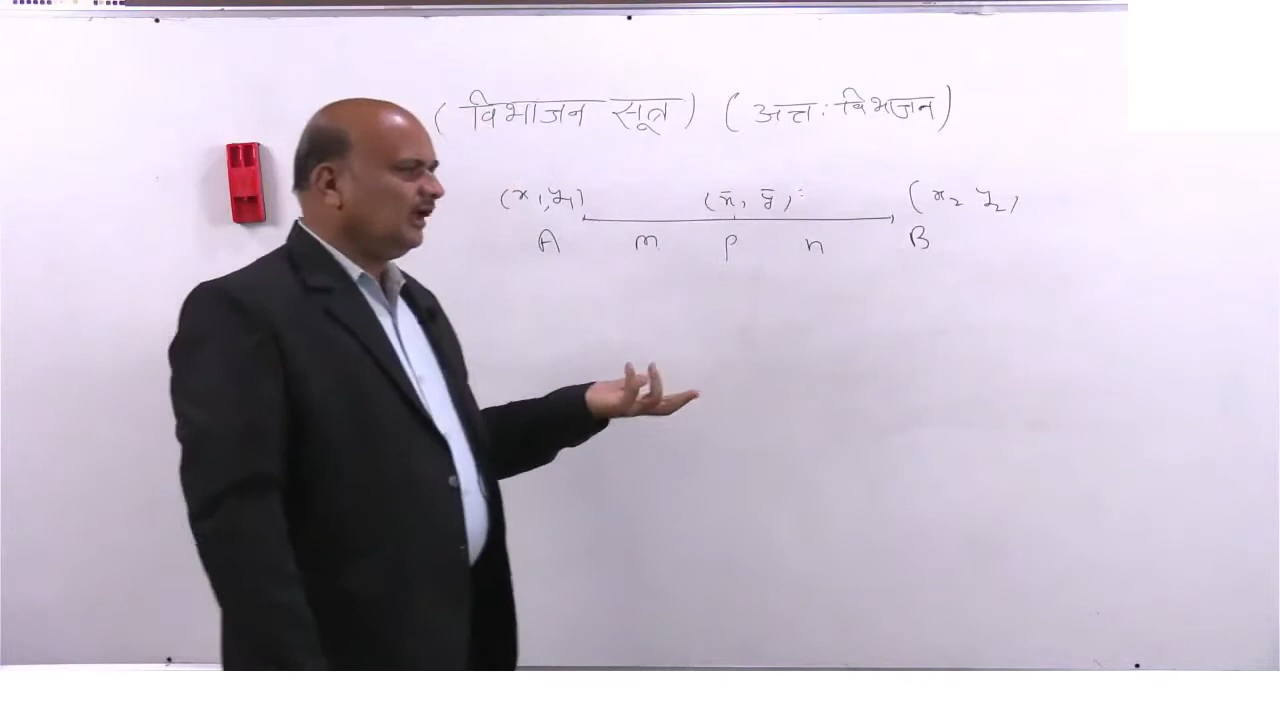 (विभाजन सूत्र) (अन्तः विभाजन)
(x₁, y₁) (x̄, ȳ) (x₂ y₂)
A m P n B